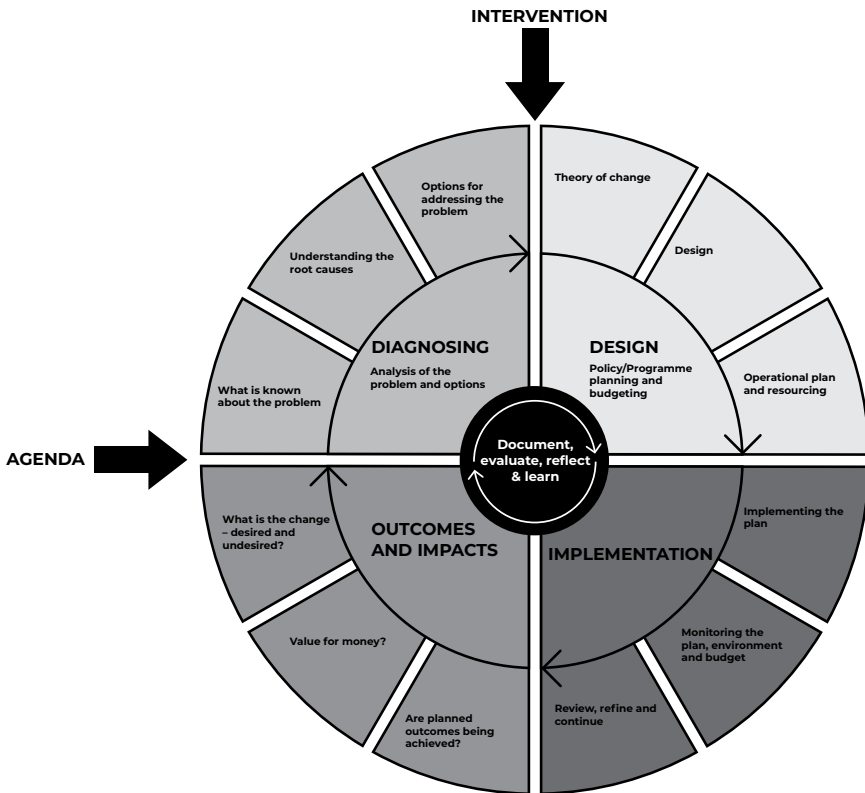 INTERVENTION
AGENDA
DIAGNOSING
Analysis of the
problem and options
What is known
about the problem
Understanding the
root causes
Options for
addressing the
problem
DESIGN
Policy/Programme
planning and
budgeting
Theory of change
Design
Operational plan
and resourcing
Document,
evaluate, reflect
& learn
IMPLEMENTATION
Implementing the
plan
Monitoring the
plan, environment
and budget
Review, refine and
continue
OUTCOMES
AND IMPACTS
Are planned
outcomes being
achieved?
Value for money?
What is the change
– desired and
undesired?